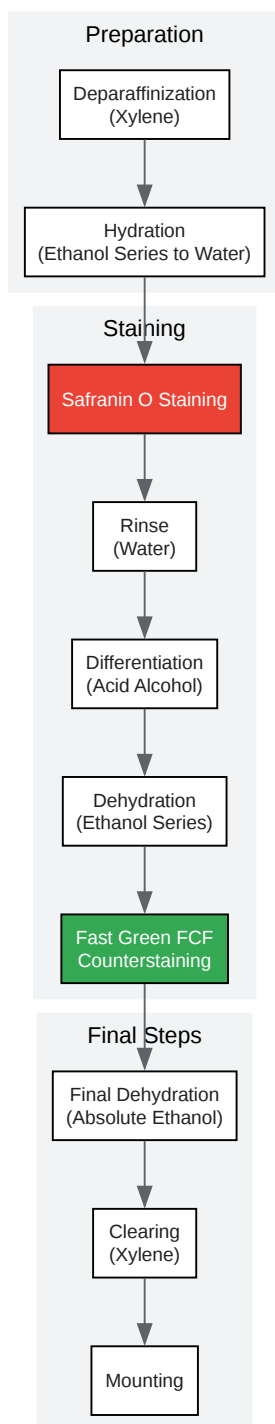 Preparation
Deparaffinization
(Xylene)
Hydration
(Ethanol Series to Water)
Staining
Safranin O Staining
Rinse
(Water)
Differentiation
(Acid Alcohol)
Dehydration
(Ethanol Series)
Fast Green FCF
Counterstaining
Final Steps
Final Dehydration
(Absolute Ethanol)
Clearing
(Xylene)
Mounting